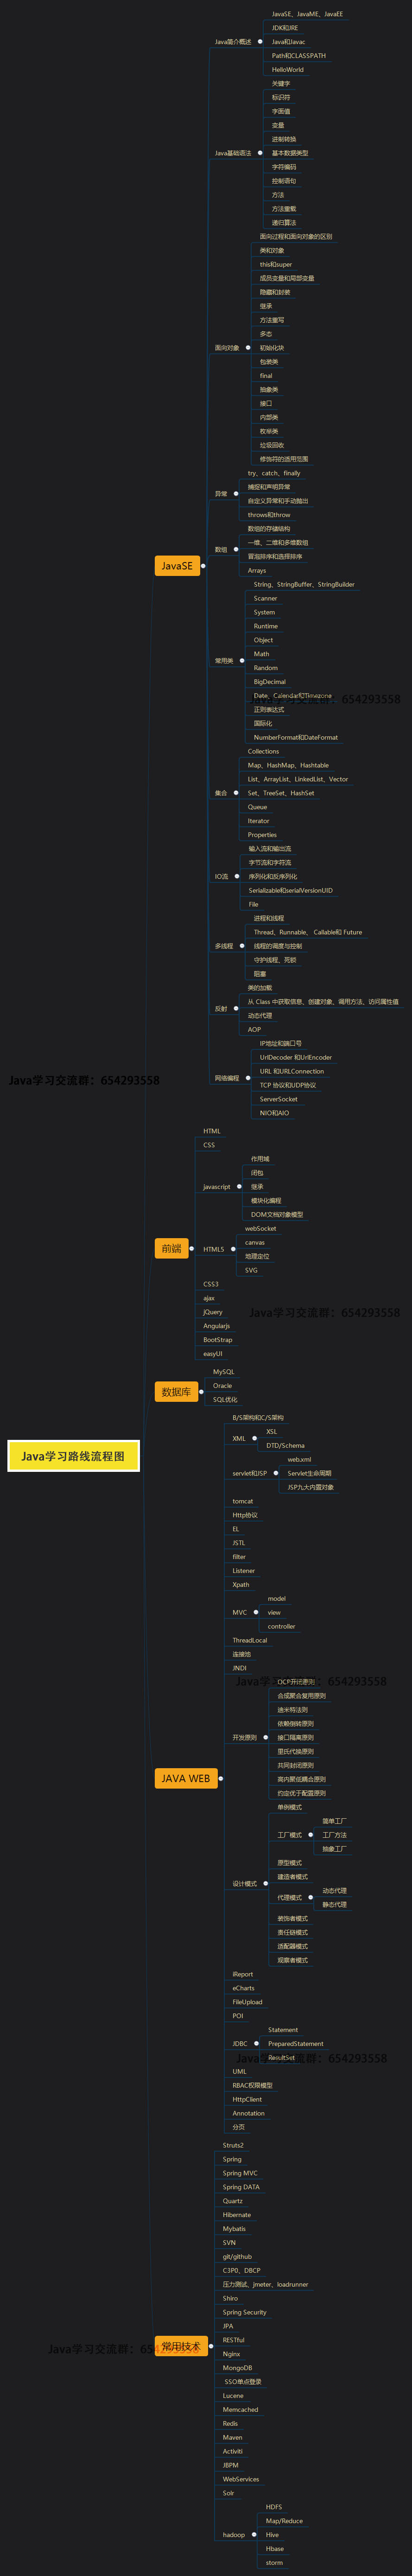 Java学习路线流程图
JavaSE
Java简介概述
JavaSE、JavaME、JavaEE
JDK和JRE
Java和Javac
Path和CLASSPATH
HelloWorld
Java基础语法
关键字
标识符
字面值
变量
进制转换
基本数据类型
字符编码
控制语句
方法
方法重载
递归算法
面向对象
面向过程和面向对象的区别
类和对象
this和super
成员变量和局部变量
隐藏和封装
继承
方法重写
多态
初始化块
包装类
final
抽象类
接口
内部类
枚举类
垃圾回收
修饰符的适用范围
异常
try、catch、finally
捕捉和声明异常
自定义异常和手动抛出
throws和throw
数组
数组的存储结构
一维、二维和多维数组
冒泡排序和选择排序
Arrays
常用类
String、StringBuffer、StringBuilder
Scanner
System
Runtime
Object
Math
Random
BigDecimal
Date、Calendar和Timezone
正则表达式
国际化
NumberFormat和DateFormat
集合
Collections
Map、HashMap、Hashtable
List、ArrayList、LinkedList、Vector
Set、TreeSet、HashSet
Queue
Iterator
Properties
IO流
输入流和输出流
字节流和字符流
序列化和反序列化
Serializable和serialVersionUID
File
多线程
进程和线程
Thread、Runnable、 Callable和 Future
线程的调度与控制
守护线程、死锁
阻塞
反射
类的加载
从 Class 中获取信息、创建对象、调用方法、访问属性值
动态代理
AOP
网络编程
IP地址和端口号
UrlDecoder 和UrlEncoder
URL 和URLConnection
TCP 协议和UDP协议
ServerSocket
NIO和AIO
前端
HTML
CSS
javascript
作用域
闭包
继承
模块化编程
DOM文档对象模型
HTML5
webSocket
canvas
地理定位
SVG
CSS3
ajax
jQuery
Angularjs
BootStrap
easyUI
数据库
MySQL
Oracle
SQL优化
JAVA WEB
B/S架构和C/S架构
XML
XSL
DTD/Schema
servlet和JSP
web.xml
Servlet生命周期
JSP九大内置对象
tomcat
Http协议
EL
JSTL
filter
Listener
Xpath
MVC
model
view
controller
ThreadLocal
连接池
JNDI
开发原则
OCP开闭原则
合成聚合复用原则
迪米特法则
依赖倒转原则
接口隔离原则
里氏代换原则
共同封闭原则
高内聚低耦合原则
约定优于配置原则
设计模式
单例模式
工厂模式
简单工厂
工厂方法
抽象工厂
原型模式
建造者模式
代理模式
动态代理
静态代理
装饰者模式
责任链模式
适配器模式
观察者模式
iReport
eCharts
FileUpload
POI
JDBC
Statement
PreparedStatement
ResultSet
UML
RBAC权限模型
HttpClient
Annotation
分页
常用技术
Struts2
Spring
Spring MVC
Spring DATA
Quartz
Hibernate
Mybatis
SVN
git/github
C3P0、DBCP
压力测试、jmeter、loadrunner
Shiro
Spring Security
JPA
RESTful
Nginx
MongoDB
SSO单点登录
Lucene
Memcached
Redis
Maven
Activiti
JBPM
WebServices
Solr
hadoop
HDFS
Map/Reduce
Hive
Hbase
storm
Java学习交流群：654293558
Java学习交流群：654293558
Java学习交流群：654293558
Java学习交流群：654293558
Java学习交流群：654293558
Java学习交流群：654293558